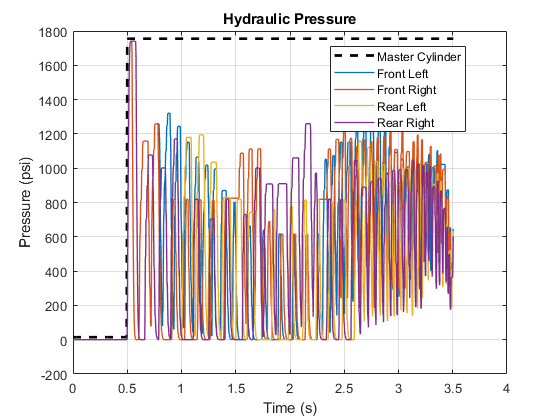 Hydraulic Pressure
Pressure (psi)
1800
1600
1400
1200
1000
800
600
400
200
0
-200
Master Cylinder
Front Left
Front Right
Rear Left
Rear Right
0 0.5 1 1.5 2 2.5 3 3.5 4
Time (s)